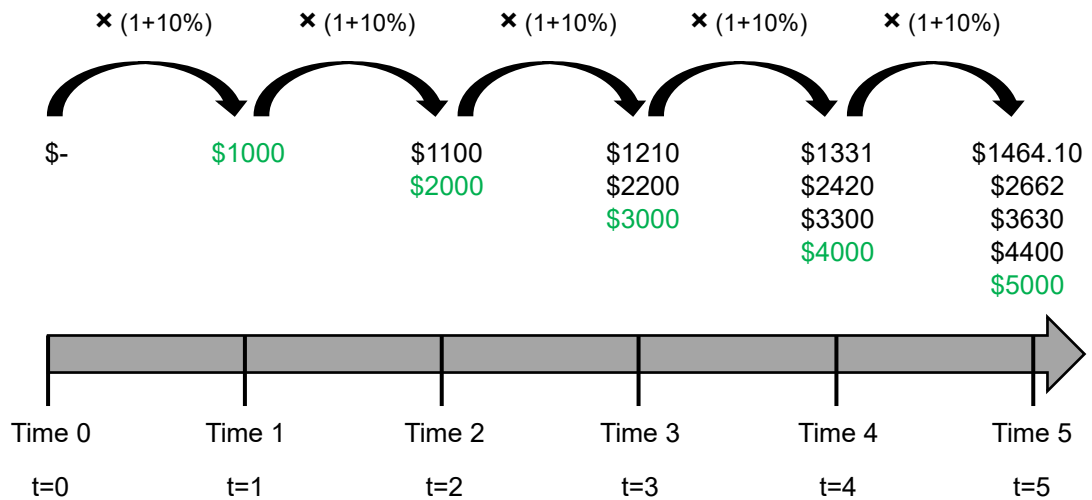 × (1+10%) × (1+10%) × (1+10%) × (1+10%) × (1+10%)
$- $1000 $1100 $1210 $1331 $1464.10
$2000 $2200 $2420 $2662
$3000 $3300 $3630
$4000 $4400
$5000
Time 0 Time 1 Time 2 Time 3 Time 4 Time 5
t=0 t=1 t=2 t=3 t=4 t=5